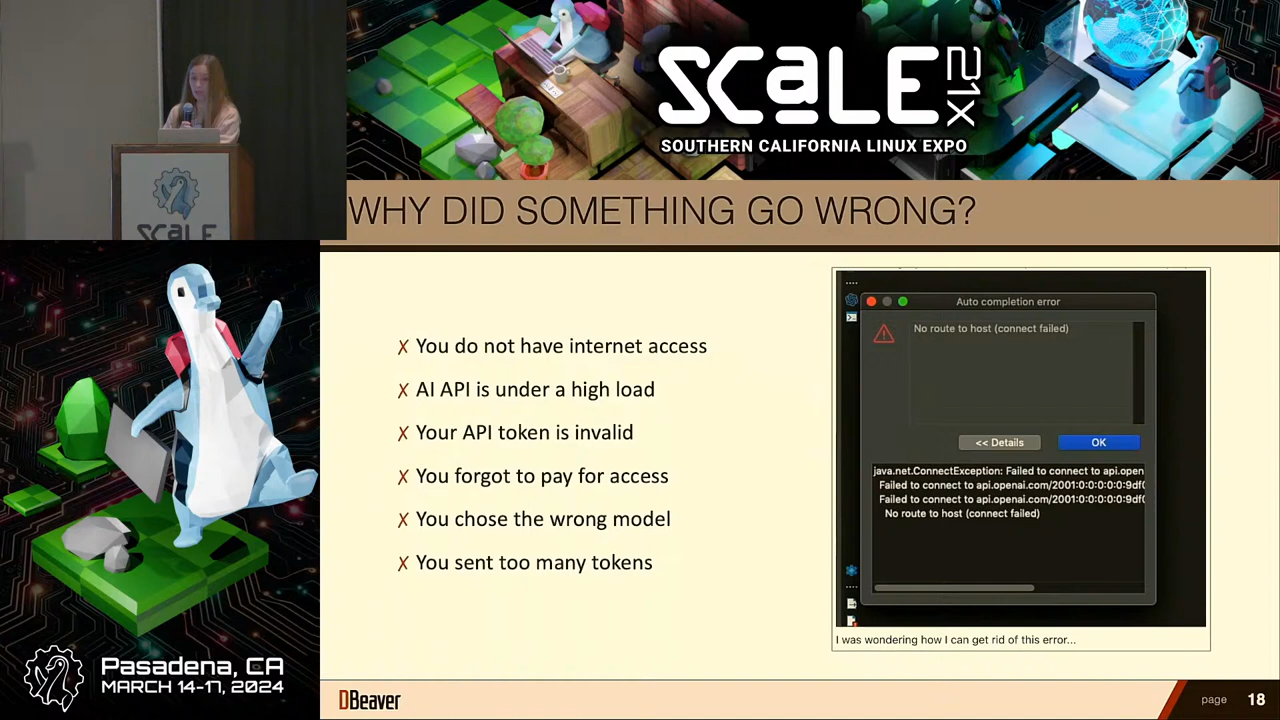 SCaLE 21X
SOUTHERN CALIFORNIA LINUX EXPO
SCALE
WHY DID SOMETHING GO WRONG?
✗ You do not have internet access
✗ AI API is under a high load
✗ Your API token is invalid
✗ You forgot to pay for access
✗ You chose the wrong model
✗ You sent too many tokens
Auto completion error
No route to host (connect failed)
<< Details
OK
java.net.ConnectException: Failed to connect to api.open
Failed to connect to api.openai.com/2001:0:0:0:0:0:9df0
Failed to connect to api.openai.com/2001:0:0:0:0:0:9df0
No route to host (connect failed)
I was wondering how I can get rid of this error...
Pasadena, CA
MARCH 14-17, 2024
DBeaver
page 18